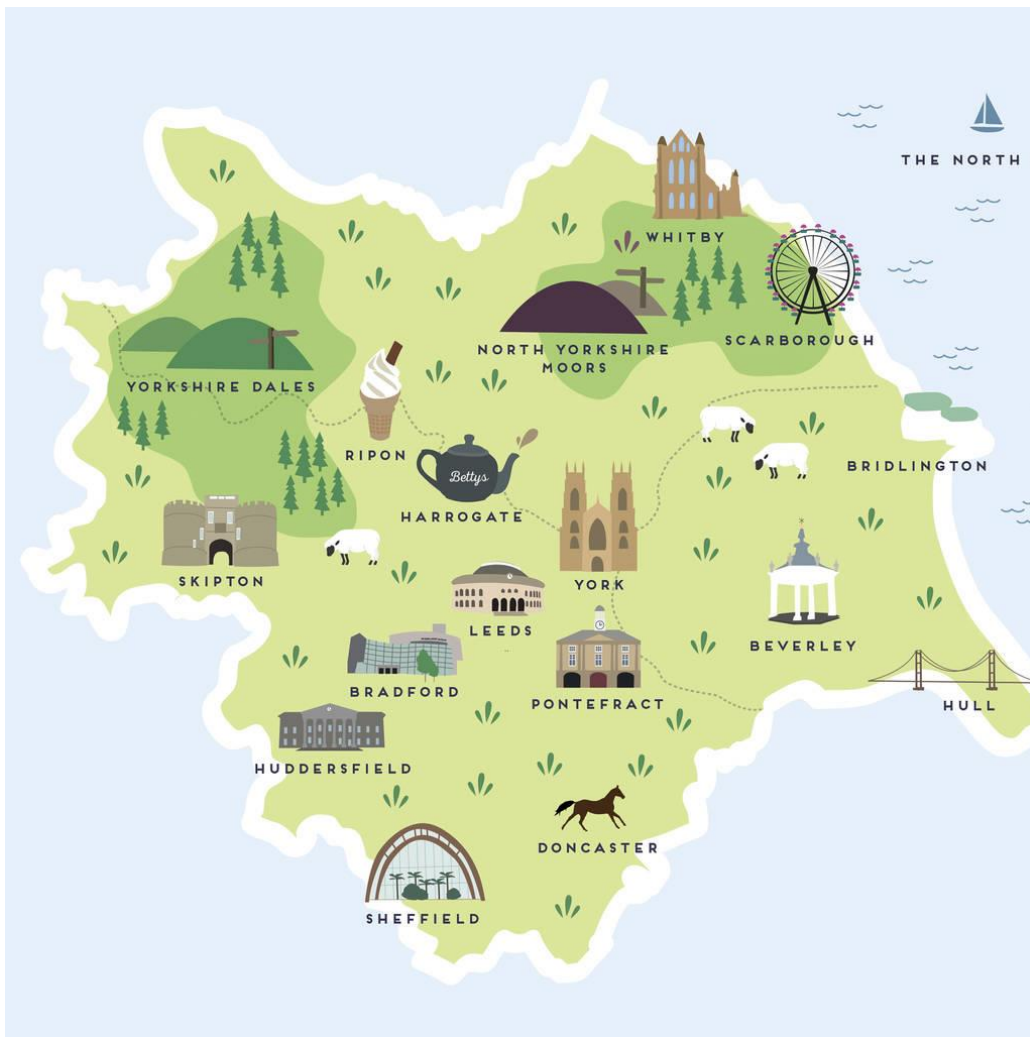 THE NORTH
WHITBY
SCARBOROUGH
NORTH YORKSHIRE
MOORS
YORKSHIRE DALES
RIPON
BRIDLINGTON
Bettys
HARROGATE
SKIPTON
YORK
LEEDS
BEVERLEY
BRADFORD
PONTEFRACT
HULL
HUDDERSFIELD
DONCASTER
SHEFFIELD